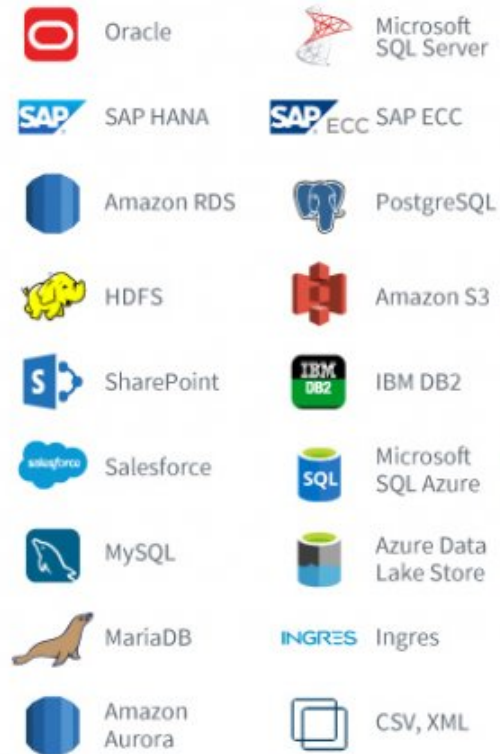 Oracle
Microsoft
SQL Server
SAP
SAP HANA
SAP ECC
SAP ECC
Amazon RDS
PostgreSQL
HDFS
Amazon S3
SharePoint
S
IBM
DB2
IBM DB2
salesforce
Salesforce
SQL
Microsoft
SQL Azure
MySQL
Azure Data
Lake Store
MariaDB
INGRES
Ingres
Amazon
Aurora
CSV, XML